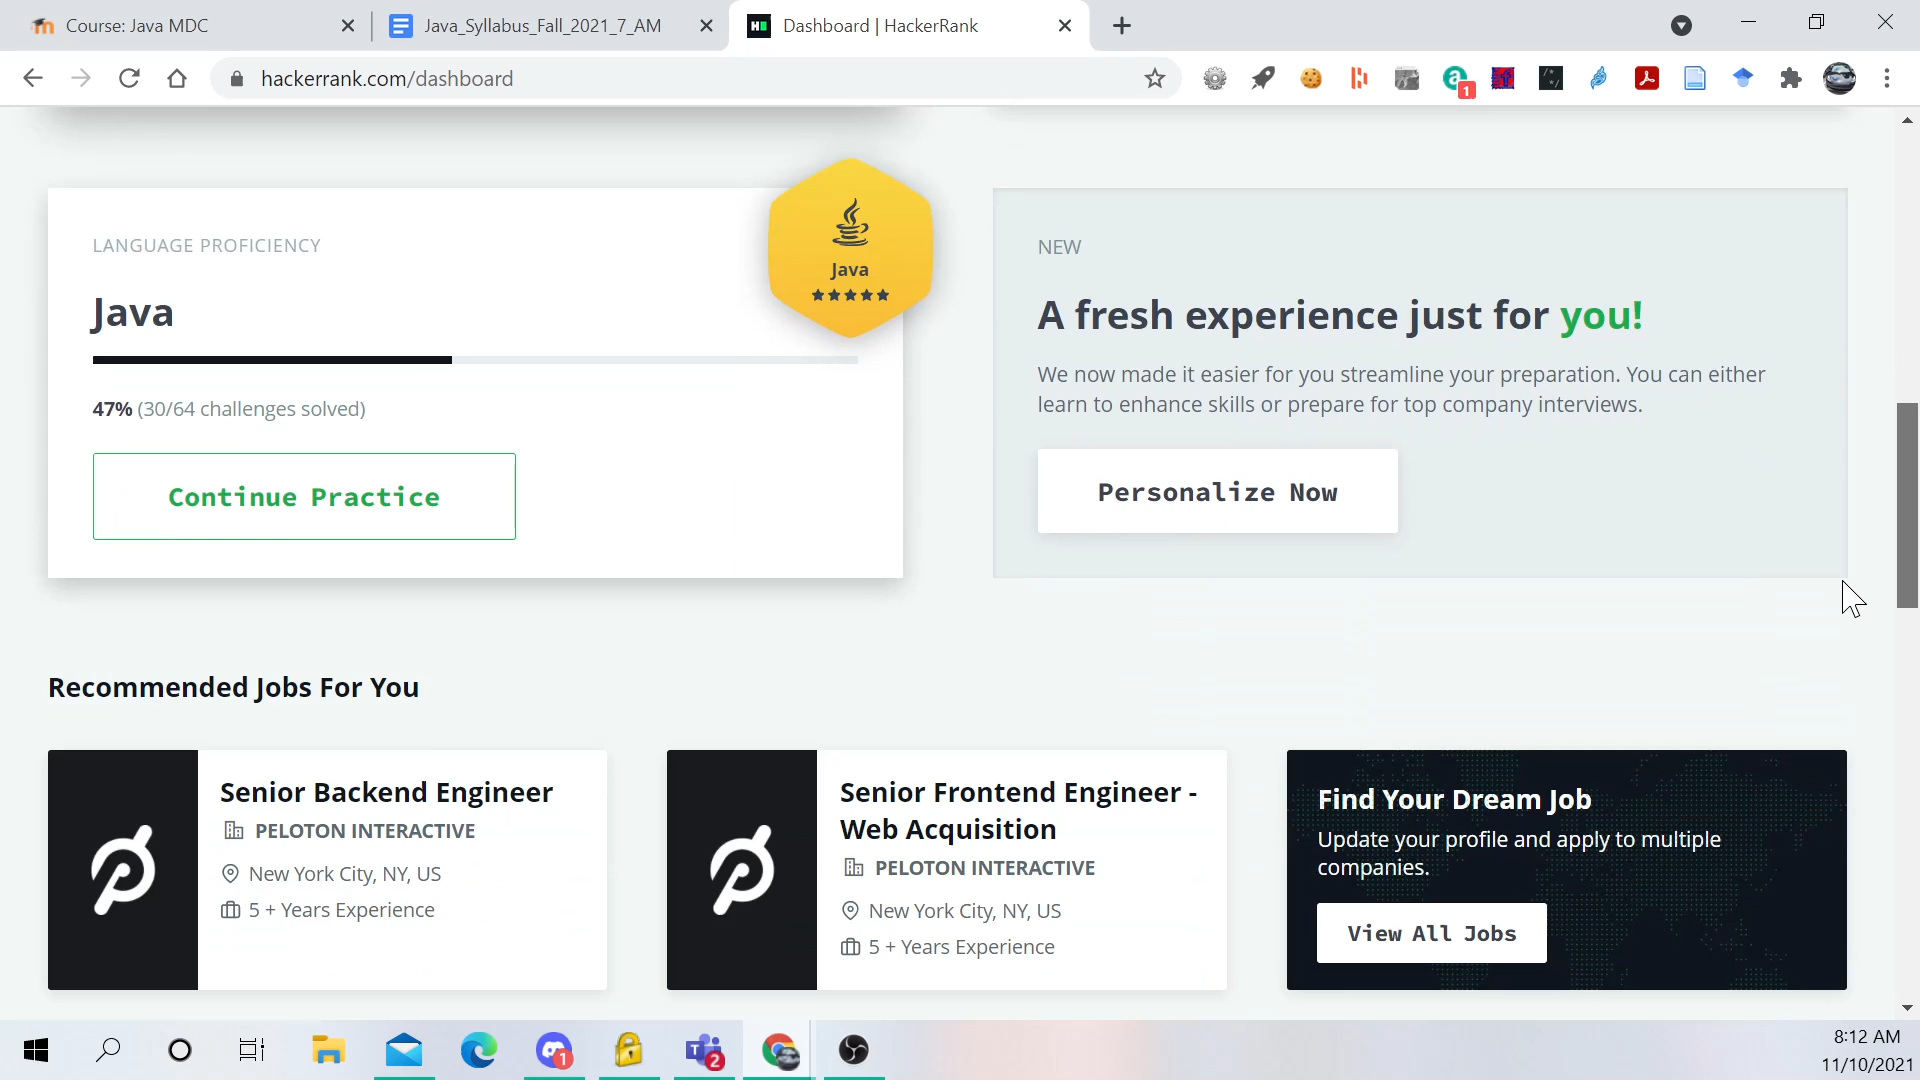 Course: Java MDC
Java_Syllabus_Fall_2021_7_AM
Dashboard | HackerRank
hackerrank.com/dashboard
1
LANGUAGE PROFICIENCY
Java
47% (30/64 challenges solved)
Continue Practice
Java
NEW
A fresh experience just for you!
We now made it easier for you streamline your preparation. You can either
learn to enhance skills or prepare for top company interviews.
Personalize Now
Recommended Jobs For You
Senior Backend Engineer
PELOTON INTERACTIVE
New York City, NY, US
5 + Years Experience
Senior Frontend Engineer -
Web Acquisition
PELOTON INTERACTIVE
New York City, NY, US
5 + Years Experience
Find Your Dream Job
Update your profile and apply to multiple
companies.
View All Jobs
1
2
8:12 AM
11/10/2021